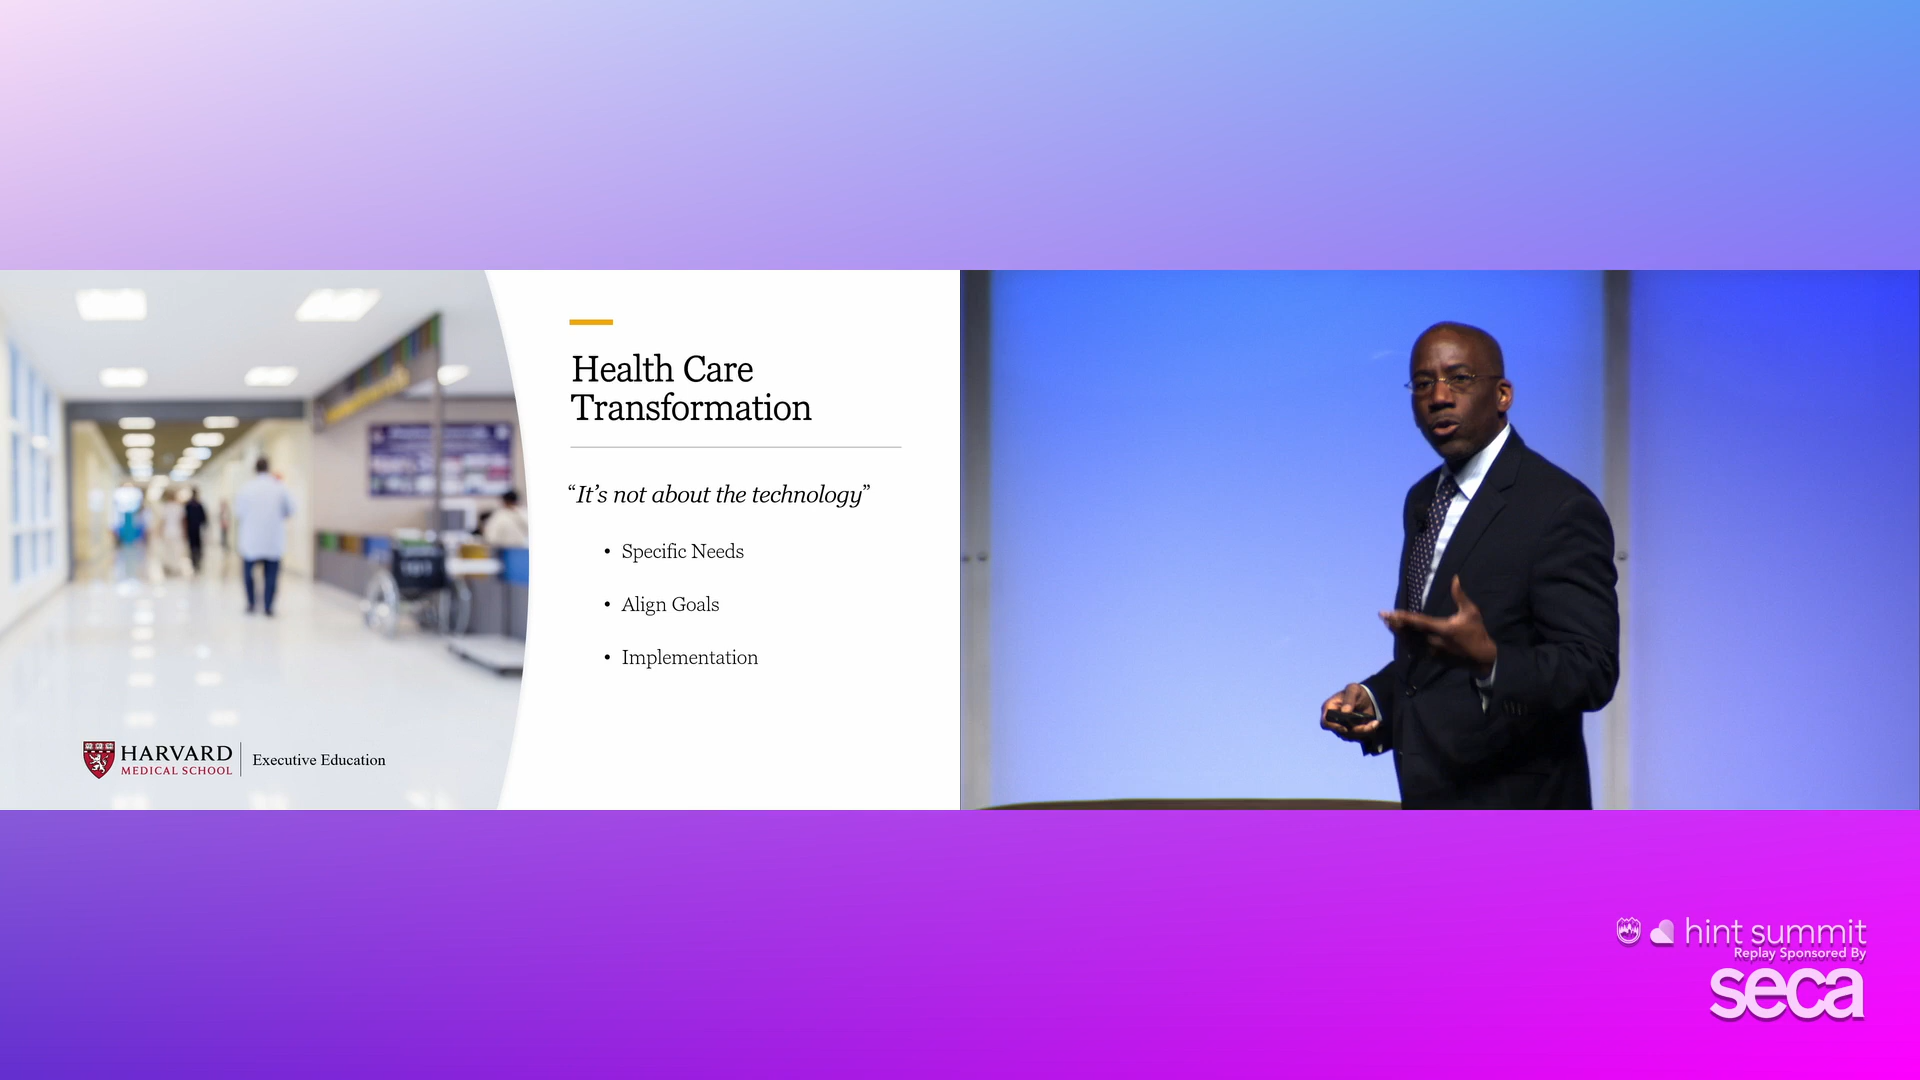 Health Care
Transformation
“It’s not about the technology”
• Specific Needs
• Align Goals
• Implementation
HARVARD
MEDICAL SCHOOL
Executive Education
hint summit
Replay Sponsored By
seca